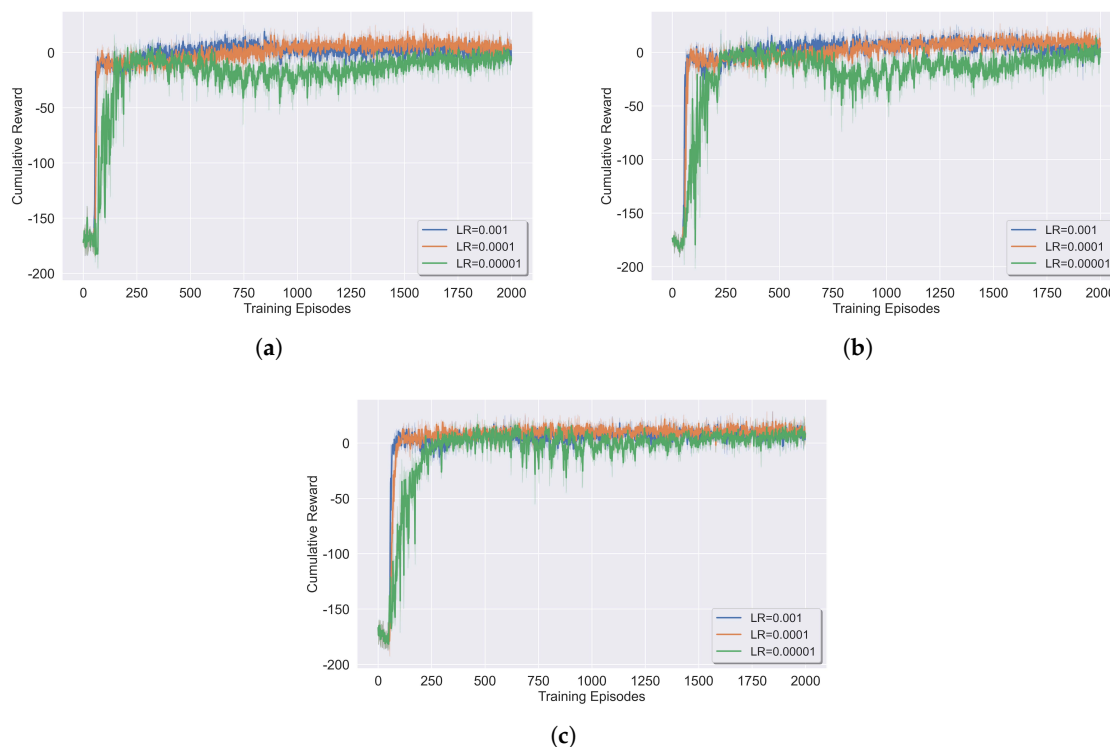 0
-50
-100
-150
-200
Cumulative Reward
LR=0.001
LR=0.0001
LR=0.00001
0 250 500 750 1000 1250 1500 1750 2000
Training Episodes
(a)
0
-50
-100
-150
-200
Cumulative Reward
LR=0.001
LR=0.0001
LR=0.00001
0 250 500 750 1000 1250 1500 1750 200
Training Episodes
(b)
0
-50
-100
-150
-200
Cumulative Reward
LR=0.001
LR=0.0001
LR=0.00001
0 250 500 750 1000 1250 1500 1750 2000
Training Episodes
(c)